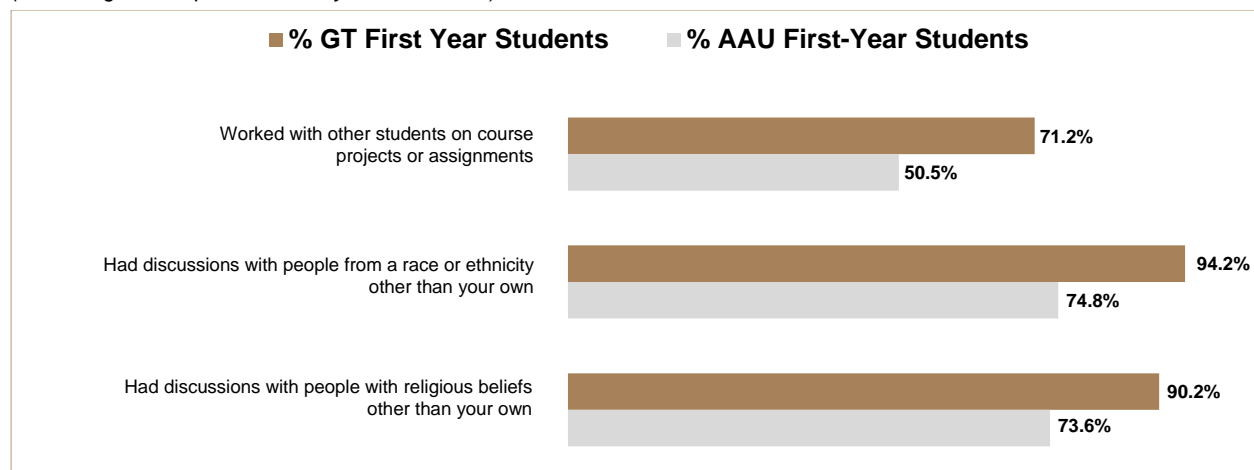 % GT First Year Students % AAU First-Year Students
Worked with other students on course
projects or assignments
71.2%
50.5%
Had discussions with people from a race or ethnicity
other than your own
94.2%
74.8%
Had discussions with people with religious beliefs
other than your own
90.2%
73.6%